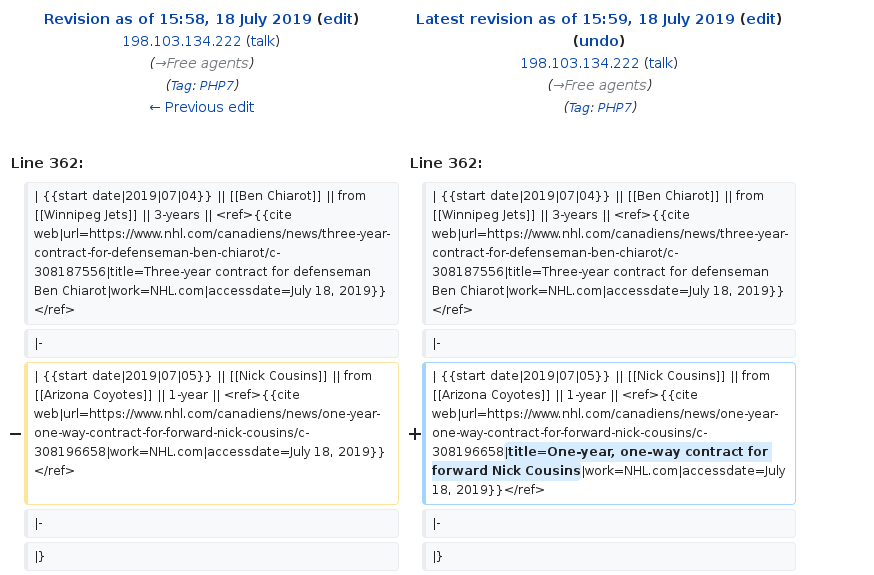 Revision as of 15:58, 18 July 2019 (edit)
198.103.134.222 (talk)
(→Free agents)
(Tag: PHP7)
← Previous edit
Latest revision as of 15:59, 18 July 2019 (edit)
(undo)
198.103.134.222 (talk)
(→Free agents)
(Tag: PHP7)
Line 362:
Line 362:
| {{start date|2019|07|04}} || [[Ben Chiarot]] || from
[[Winnipeg Jets]] || 3-years || <ref>{{cite
web|url=https://www.nhl.com/canadiens/news/three-year-
contract-for-defenseman-ben-chiarot/c-
308187556|title=Three-year contract for defenseman
Ben Chiarot|work=NHL.com|accessdate=July 18, 2019}}
</ref>
| {{start date|2019|07|04}} || [[Ben Chiarot]] || from
[[Winnipeg Jets]] || 3-years || <ref>{{cite
web|url=https://www.nhl.com/canadiens/news/three-year-
contract-for-defenseman-ben-chiarot/c-
308187556|title=Three-year contract for defenseman
Ben Chiarot|work=NHL.com|accessdate=July 18, 2019}}
</ref>
|-
|-
−
| {{start date|2019|07|05}} || [[Nick Cousins]] || from
[[Arizona Coyotes]] || 1-year || <ref>{{cite
web|url=https://www.nhl.com/canadiens/news/one-year-
one-way-contract-for-forward-nick-cousins/c-
308196658|work=NHL.com|accessdate=July 18, 2019}}
</ref>
+
| {{start date|2019|07|05}} || [[Nick Cousins]] || from
[[Arizona Coyotes]] || 1-year || <ref>{{cite
web|url=https://www.nhl.com/canadiens/news/one-year-
one-way-contract-for-forward-nick-cousins/c-
308196658|title=One-year, one-way contract for
forward Nick Cousins|work=NHL.com|accessdate=July
18, 2019}}</ref>
|-
|-
|}
|}